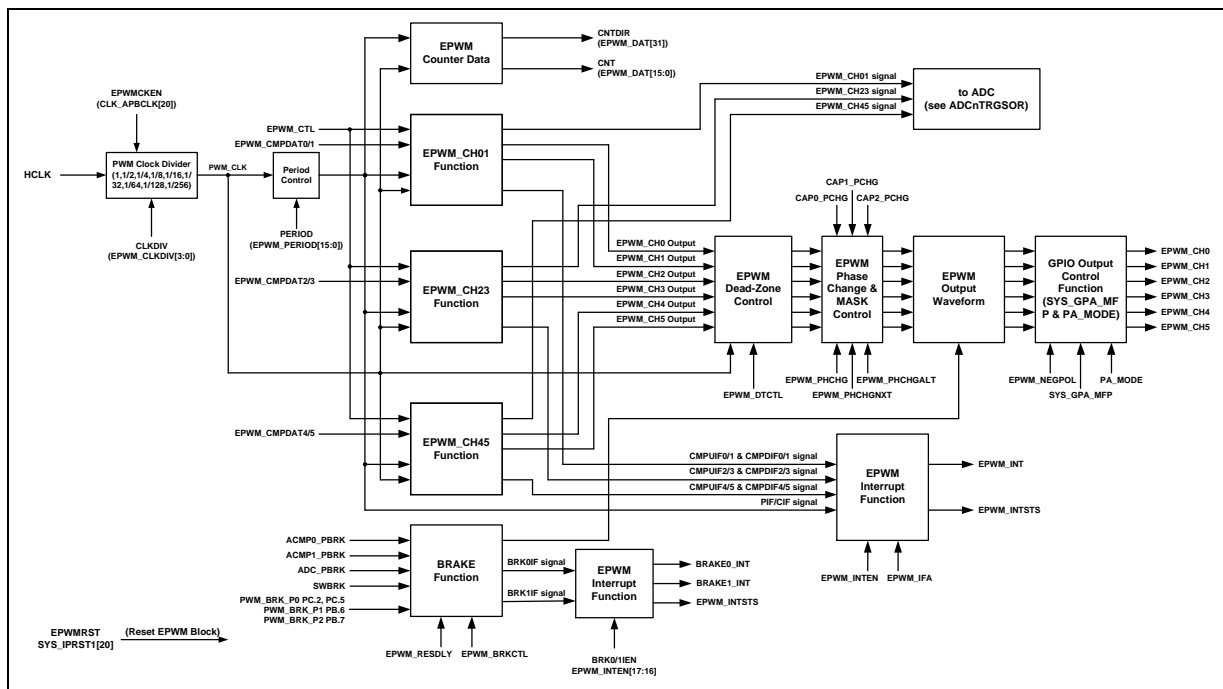 EPWM
Counter Data
CNTDIR
(EPWM_DAT[31])
CNT
(EPWM_DAT[15:0])
EPWMCKEN
(CLK_APBCLK[20])
HCLK
PWM Clock Divider
(1,1/2,1/4,1/8,1/16,1/
32,1/64,1/128,1/256)
CLKDIV
(EPWM_CLKDIV[3:0])
PWM_CLK
Period
Control
PERIOD
(EPWM_PERIOD[15:0])
EPWM_CTL
EPWM_CMPDAT0/1
EPWM_CH01
Function
EPWM_CH01 signal
EPWM_CH23 signal
EPWM_CH45 signal
to ADC
(see ADCnTRGSOR)
EPWM_CMPDAT2/3
EPWM_CH23
Function
EPWM_CH0 Output
EPWM_CH1 Output
EPWM_CH2 Output
EPWM_CH3 Output
EPWM_CH4 Output
EPWM_CH5 Output
EPWM
Dead-Zone
Control
EPWM_DTCTL
CAP1_PCHG
CAP0_PCHG
CAP2_PCHG
EPWM
Phase
Change &
MASK
Control
EPWM_PHCHG
EPWM_PHCHGALT
EPWM_PHCHGNXT
EPWM
Output
Waveform
GPIO Output
Control
Function
(SYS_GPA_MF
P & PA_MODE)
EPWM_NEGPOL
PA_MODE
SYS_GPA_MFP
EPWM_CH0
EPWM_CH1
EPWM_CH2
EPWM_CH3
EPWM_CH4
EPWM_CH5
EPWM_CMPDAT4/5
EPWM_CH45
Function
CMPUIF0/1 & CMPDIF0/1 signal
CMPUIF2/3 & CMPDIF2/3 signal
CMPUIF4/5 & CMPDIF4/5 signal
PIF/CIF signal
EPWM
Interrupt
Function
EPWM_INT
EPWM_INTSTS
EPWM_INTEN
EPWM_IFA
ACMP0_PBRK
ACMP1_PBRK
ADC_PBRK
SWBRK
PWM_BRK_P0 PC.2, PC.5
PWM_BRK_P1 PB.6
PWM_BRK_P2 PB.7
BRAKE
Function
EPWM_RESDLY
EPWM_BRKCTL
BRK0IF signal
BRK1IF signal
EPWM
Interrupt
Function
BRAKE0_INT
BRAKE1_INT
EPWM_INTSTS
BRK0/1IEN
EPWM_INTEN[17:16]
EPWMRST
SYS_IPRST1[20]
(Reset EPWM Block)